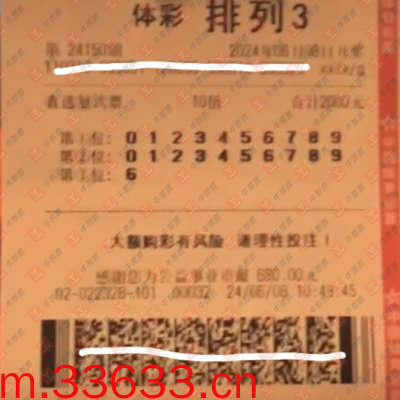 体彩 排列3
第 24150期 2024年06月08日开奖
直选复式票 10倍 合计2000元
第1位: 0 1 2 3 4 5 6 7 8 9
第2位: 0 1 2 3 4 5 6 7 8 9
第3位: 6
大额购彩有风险 请理性投注!
感谢您为公益事业贡献 680.00元
02-022328-101 00032 24/06/08 10:49:45
m.33633.cn